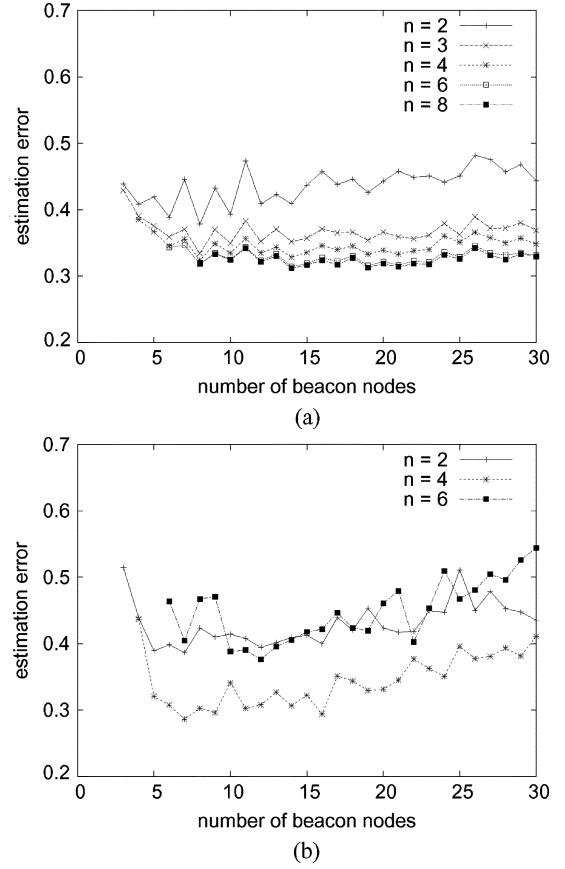 0.7
n = 2
n = 3
0.6
n = 4
n = 6
n = 8
0.5
estimation error
0.4
0.3
0.2
0 5 10 15 20 25 30
number of beacon nodes
(a)
0.7
n = 2
n = 4
0.6
n = 6
0.5
estimation error
0.4
0.3
0.2
0 5 10 15 20 25 30
number of beacon nodes
(b)